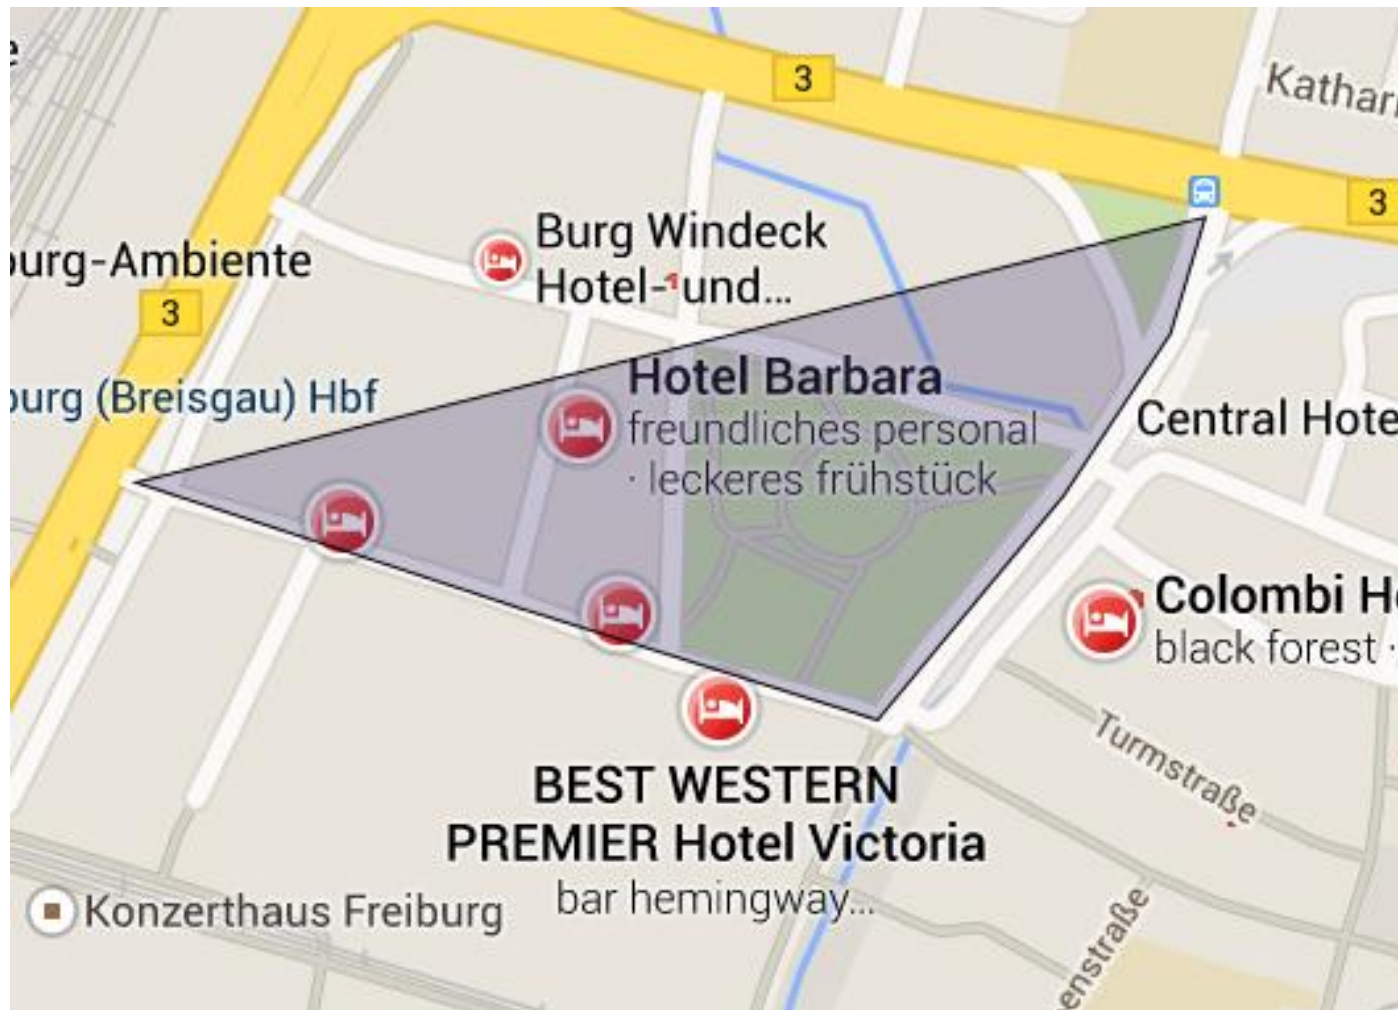 3
Kathari
3
Burg Windeck
Hotel- und...
urg-Ambiente
3
Hotel Barbara
freundliches personal
· leckeres frühstück
urg (Breisgau) Hbf
Central Hote
Colombi H
black forest ·
Turmstraße
BEST WESTERN
PREMIER Hotel Victoria
bar hemingway...
Konzerthaus Freiburg
enstraße